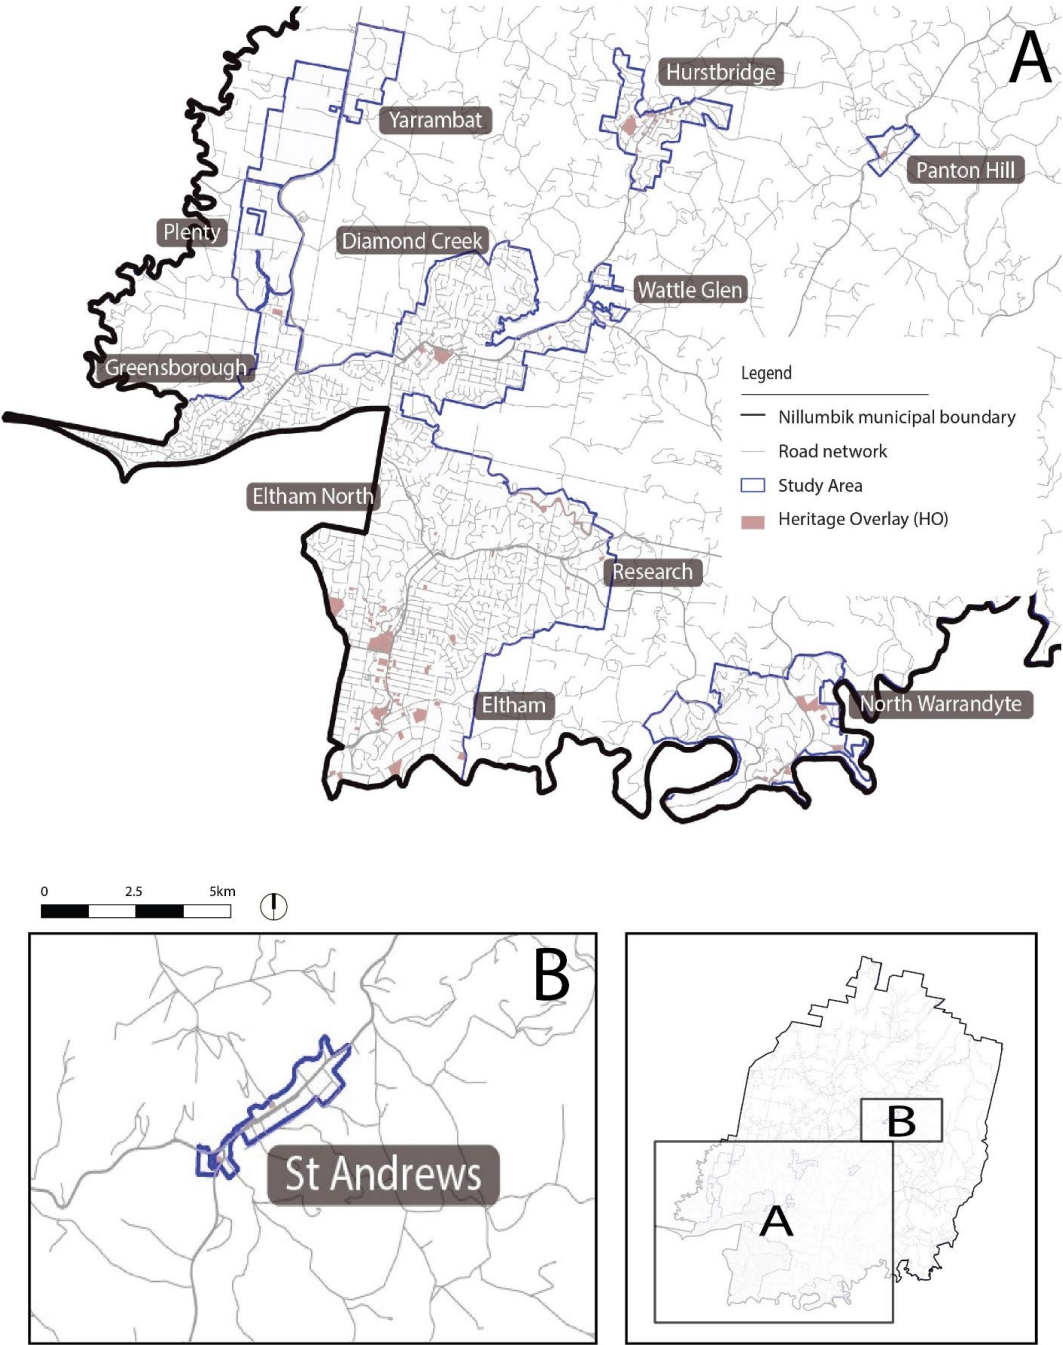 A
Hurstbridge
Yarrambat
Panton Hill
Plenty
Diamond Creek
Wattle Glen
Greensborough
Legend
Nillumbik municipal boundary
Road network
Study Area
Heritage Overlay (HO)
Eltham North
Research
Eltham
North Warrandyte
0 2.5 5km
B
St Andrews
B
A